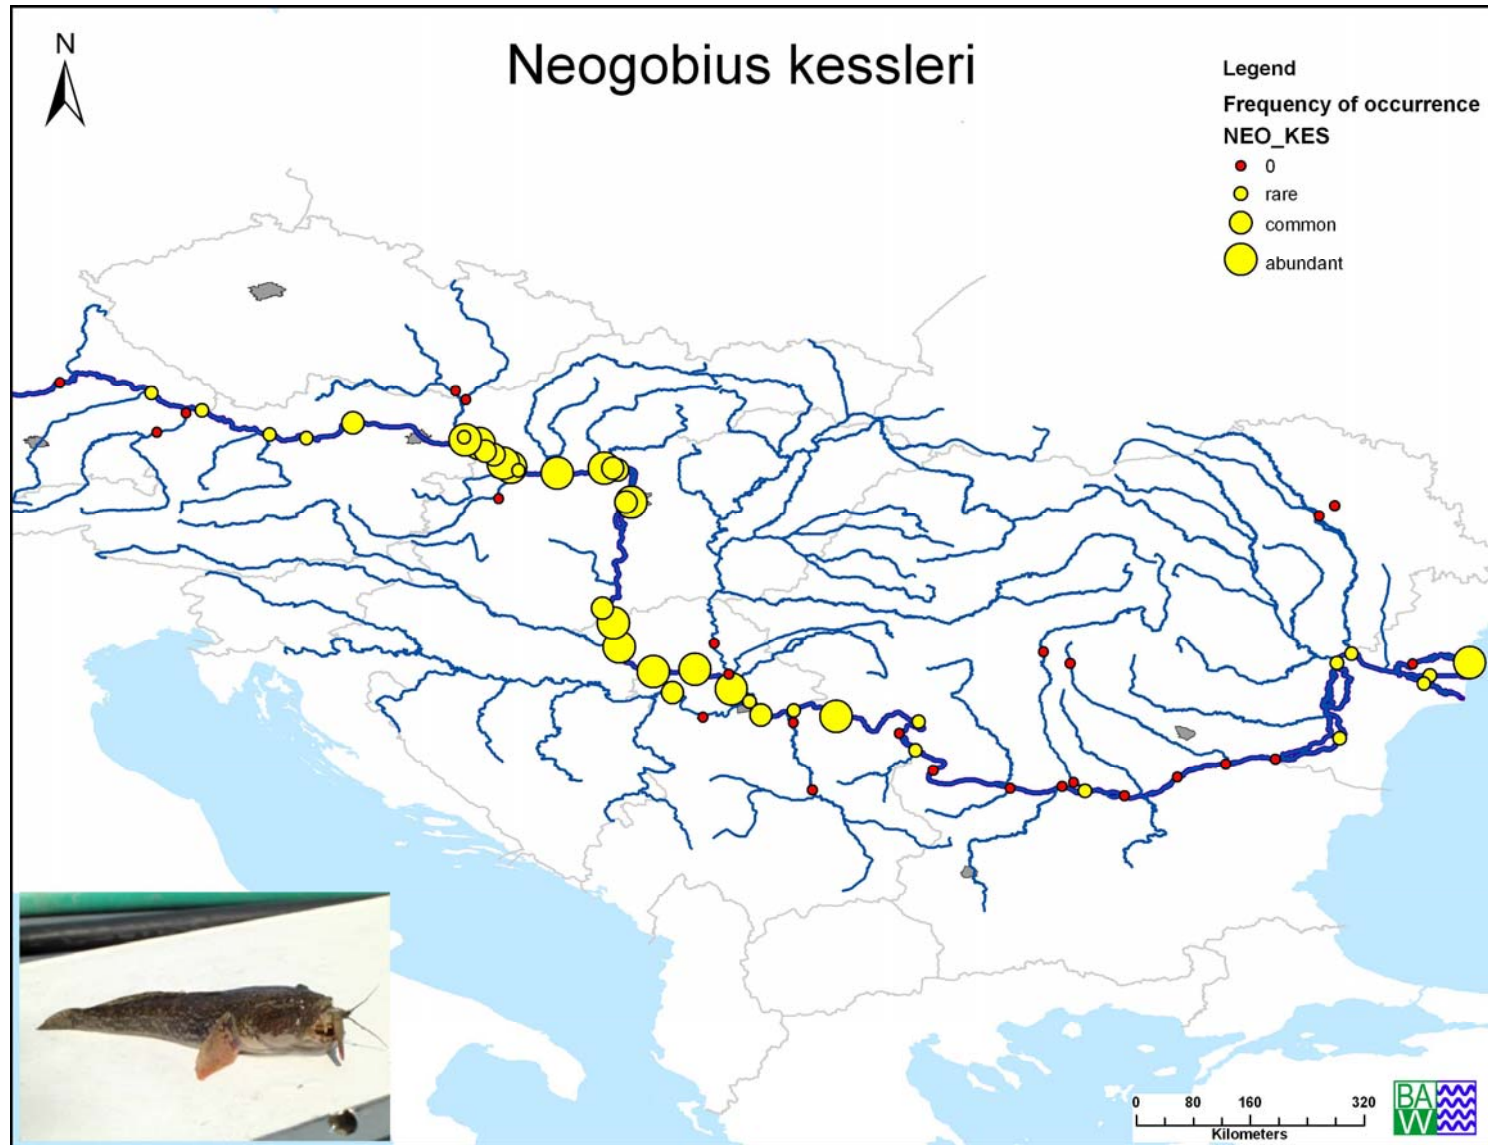 N
Neogobius kessleri
Legend
Frequency of occurrence
NEO_KES
0
rare
common
abundant
0 80 160 320
Kilometers
BA
W